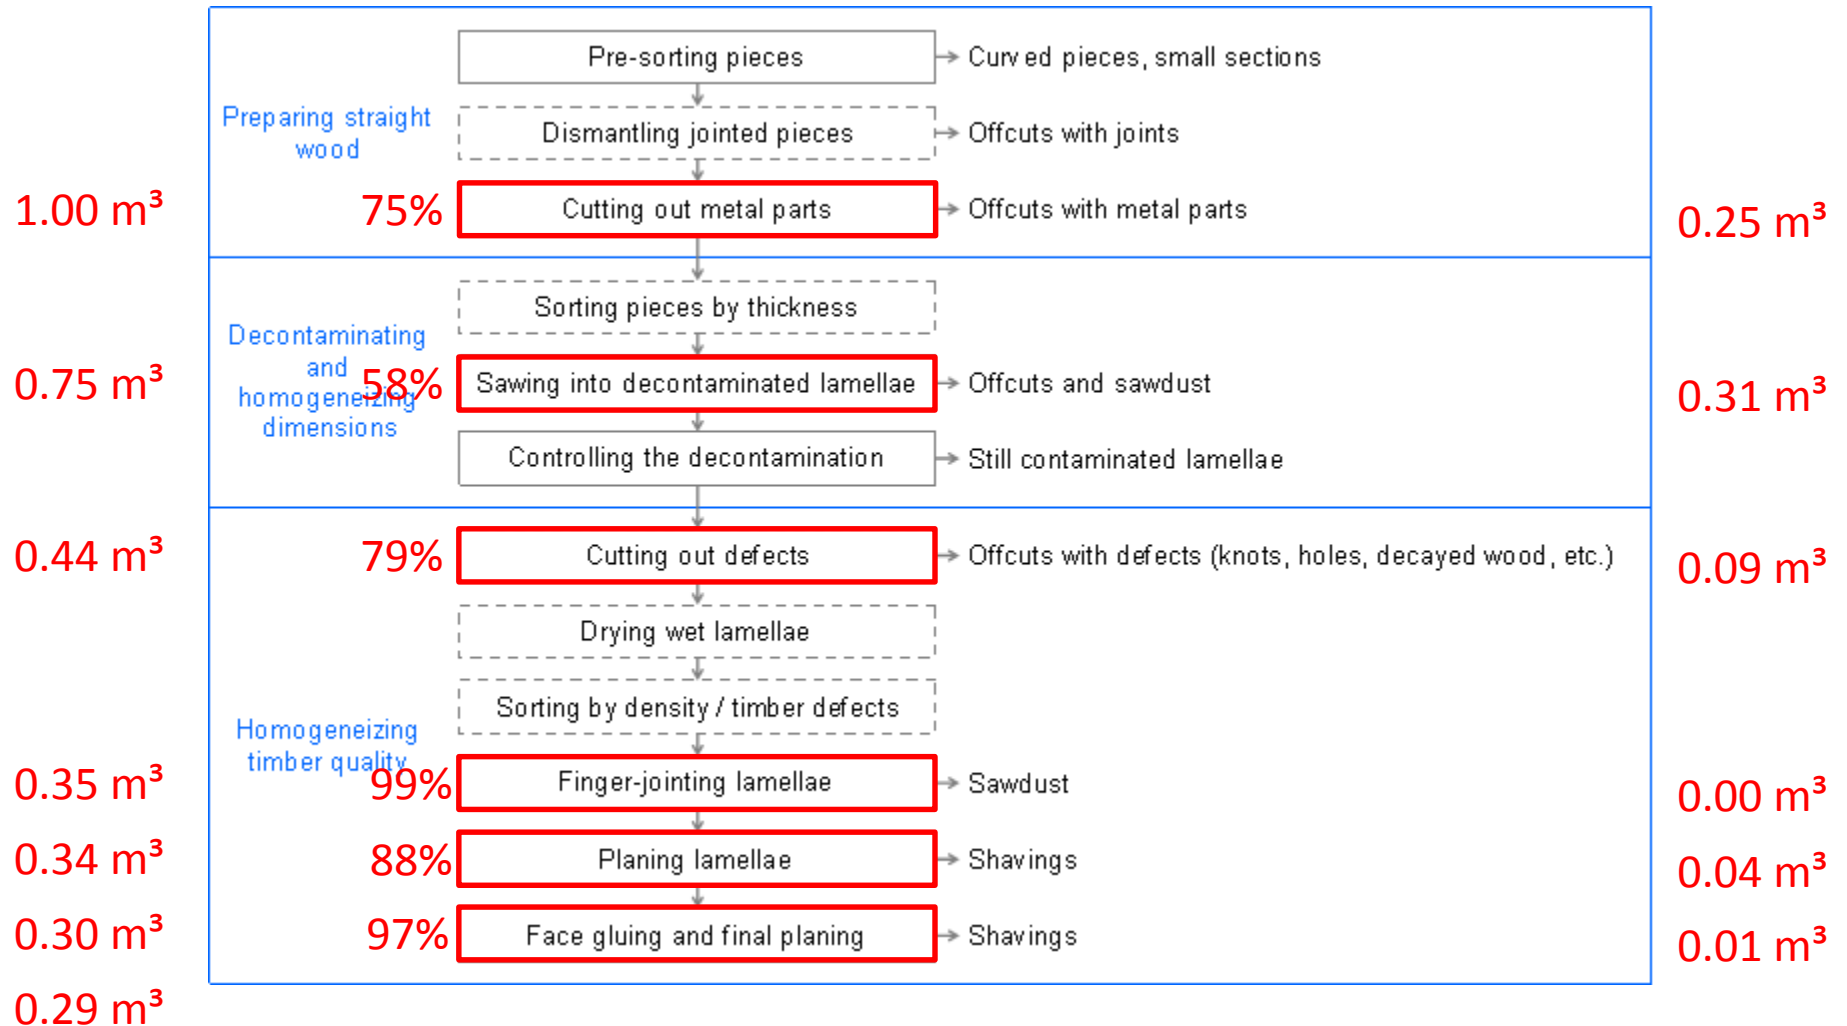 Pre-sorting pieces
Curved pieces, small sections
Preparing straight
wood
Dismantling jointed pieces
Offcuts with joints
1.00 m³
75%
Cutting out metal parts
Offcuts with metal parts
0.25 m³
Sorting pieces by thickness
Decontaminating
and
homogeneizing
dimensions
0.75 m³
58%
Sawing into decontaminated lamellae
Offcuts and sawdust
0.31 m³
Controlling the decontamination
Still contaminated lamellae
0.44 m³
79%
Cutting out defects
Offcuts with defects (knots, holes, decayed wood, etc.)
0.09 m³
Drying wet lamellae
Sorting by density / timber defects
Homogeneizing
timber quality
0.35 m³
99%
Finger-jointing lamellae
Sawdust
0.00 m³
0.34 m³
88%
Planing lamellae
Shavings
0.04 m³
0.30 m³
97%
Face gluing and final planing
Shavings
0.01 m³
0.29 m³